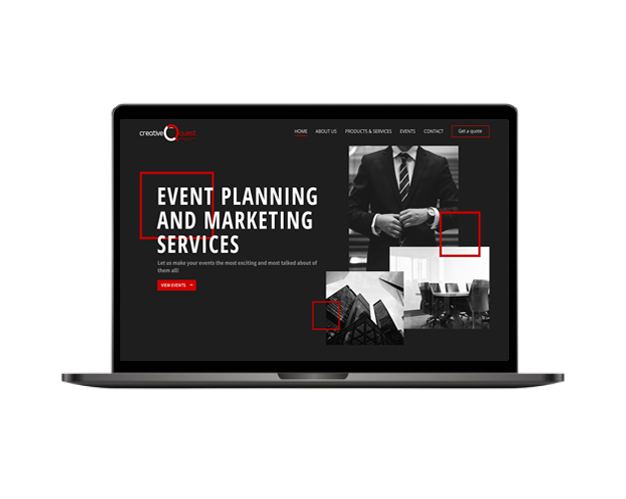 creative Quest
HOME ABOUT US PRODUCTS & SERVICES EVENTS CONTACT Get a quote
EVENT PLANNING
AND MARKETING
SERVICES
Let us make your events the most exciting and most talked about of
them all!
VIEW EVENTS →